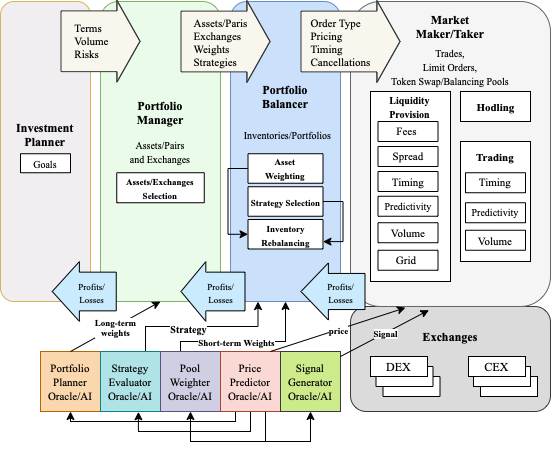 Terms
Volume
Risks
Assets/Paris
Exchanges
Weights
Strategies
Order Type
Pricing
Timing
Cancellations
Market
Maker/Taker
Trades,
Limit Orders,
Token Swap/Balancing Pools
Investment
Planner
Goals
Portfolio
Manager
Assets/Pairs
and Exchanges
Assets/Exchanges
Selection
Portfolio
Balancer
Inventories/Portfolios
Asset
Weighting
Strategy Selection
Inventory
Rebalancing
Liquidity
Provision
Fees
Spread
Timing
Predictivity
Volume
Grid
Hodling
Trading
Timing
Predictivity
Volume
Profits/
Losses
Profits/
Losses
Profits/
Losses
Long-term
weights
Strategy
Short-term Weights
price
Signal
Portfolio
Planner
Oracle/AI
Strategy
Evaluator
Oracle/AI
Pool
Weighter
Oracle/AI
Price
Predictor
Oracle/AI
Signal
Generator
Oracle/AI
Exchanges
DEX
CEX